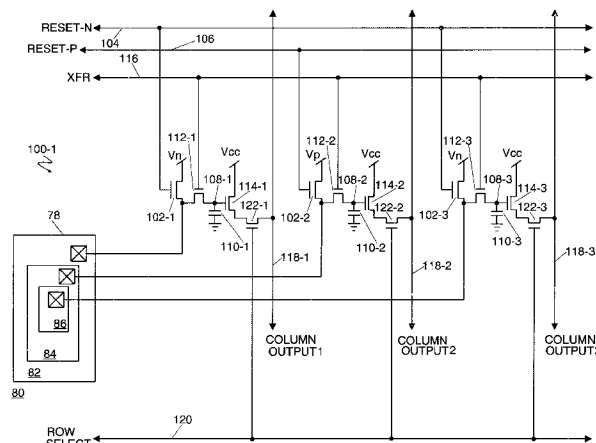 RESET-N
104
106
RESET-P
116
XFR
100-1
112-1
Vn
Vcc
108-1
114-1
122-1
102-1
110-1
118-1
112-2
Vp
Vcc
108-2
114-2
122-2
102-2
110-2
118-2
112-3
Vn
Vcc
108-3
114-3
122-3
102-3
110-3
118-3
78
86
84
82
80
COLUMN
OUTPUT1
COLUMN
OUTPUT2
COLUMN
120
ROW